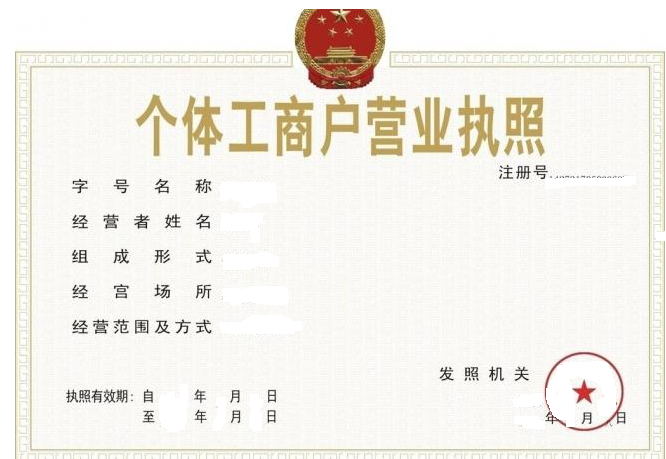 个体工商户营业执照
注册号
字号名称
经营者姓名
组成形式
经宫场所
经营范围及方式
发照机关
执照有效期：自 年 月 日
至 年 月 日
年 月 日